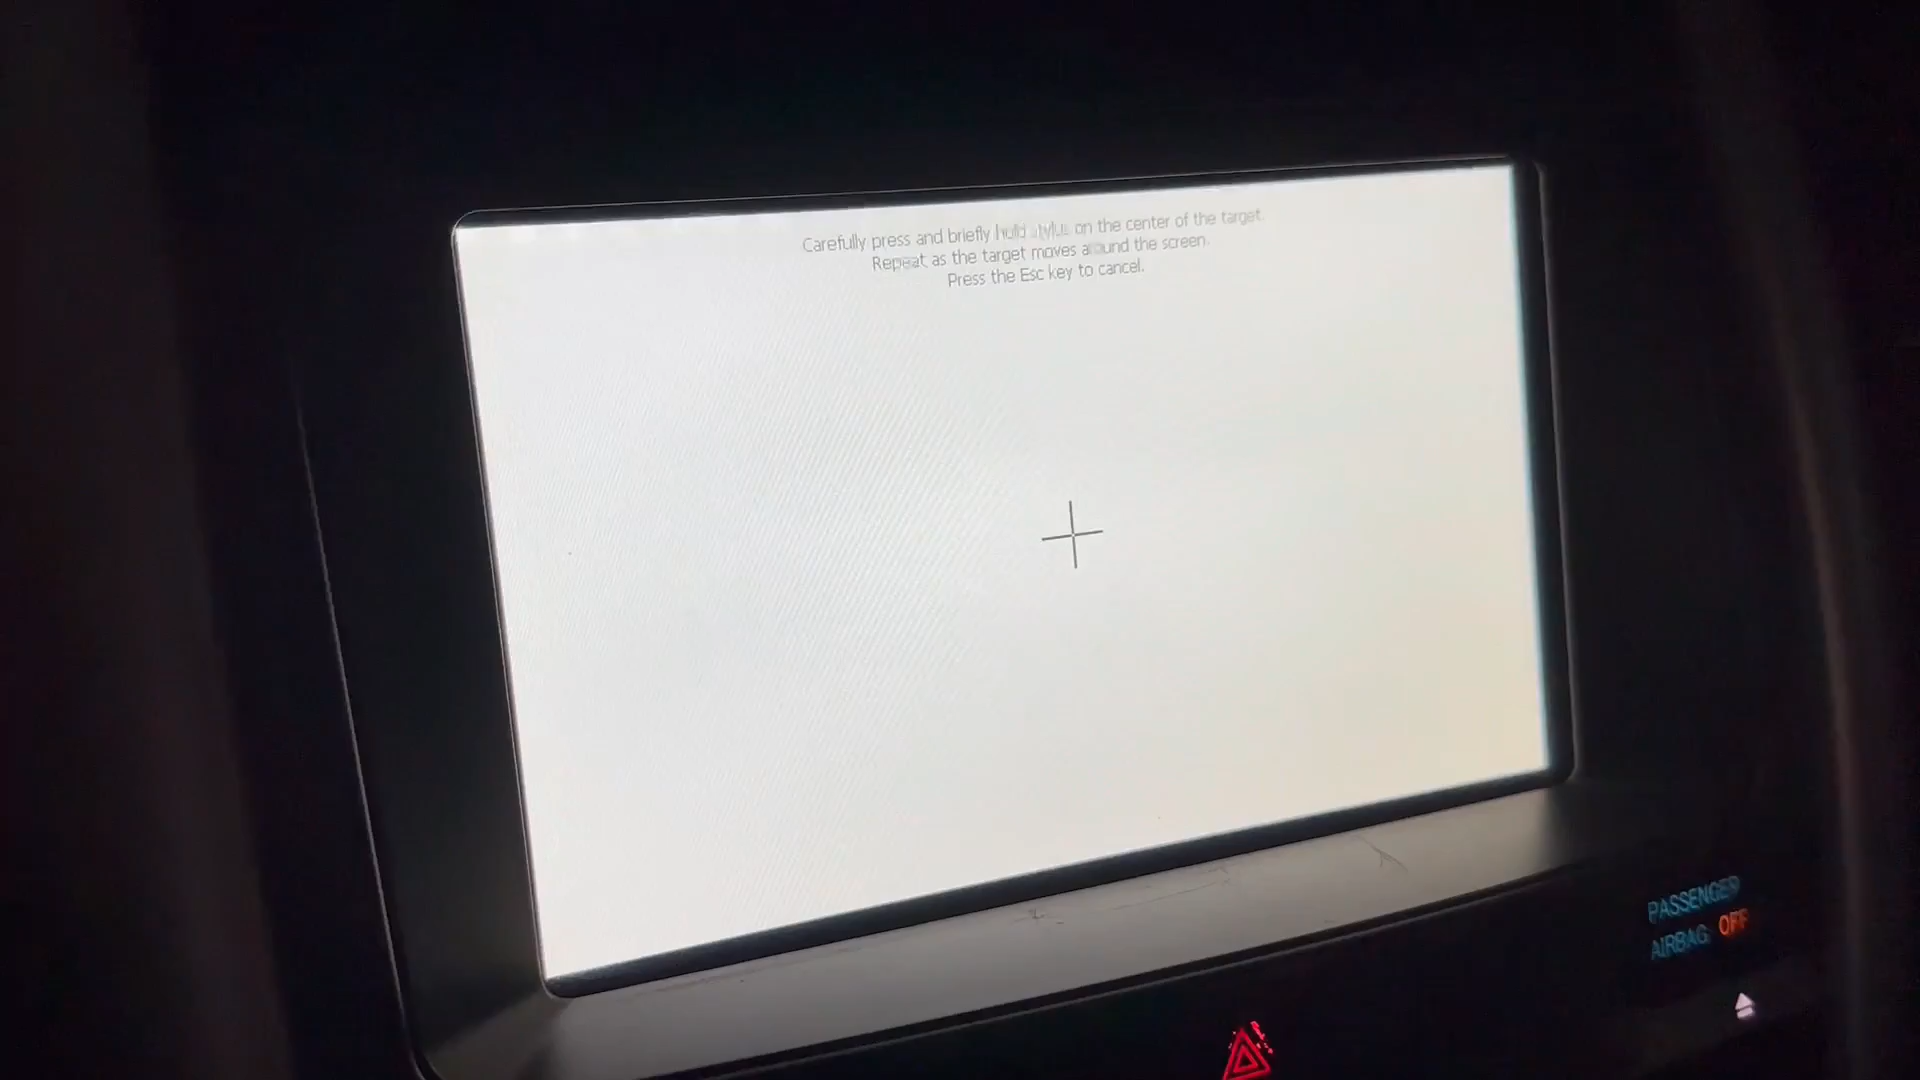 Carefully press and briefly hold stylus on the center of the target.
Repeat as the target moves around the screen.
Press the Esc key to cancel.
PASSENGER
AIRBAG OFF